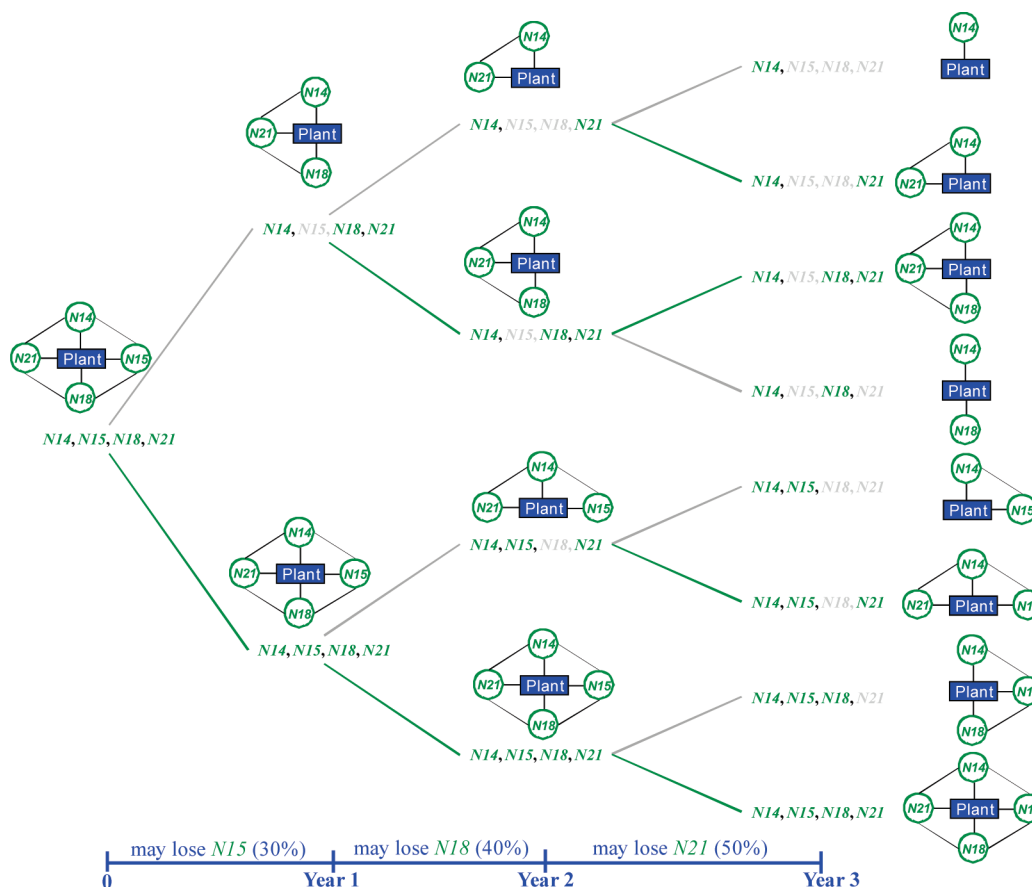 N14
N14
N14, N15, N18, N21
Plant
N21 Plant
N14
N14, N15, N18, N21
N21 Plant
N14
N18
N14, N15, N18, N21
N21 Plant
N14, N15, N18, N21
N14
N14
N21 Plant
N18
N14, N15, N18, N21
N21 Plant
N18
N14
N14, N15, N18, N21
N14
N21 Plant N15
N18
N14, N15, N18, N21
Plant
N18
N14, N15, N18, N21
N14
N14
N14, N15, N18, N21
N21 Plant N15
Plant N15
N14
N14, N15, N18, N21
N14
N21 Plant N15
N18
N14, N15, N18, N21
N21 Plant N1
N14
N14
N14, N15, N18, N21
N21 Plant N15
N18
N14, N15, N18, N21
Plant N1
N18
N14, N15, N18, N21
N14
N14, N15, N18, N21
N21 Plant N1
N18
may lose N15 (30%) may lose N18 (40%) may lose N21 (50%)
0 Year 1 Year 2 Year 3